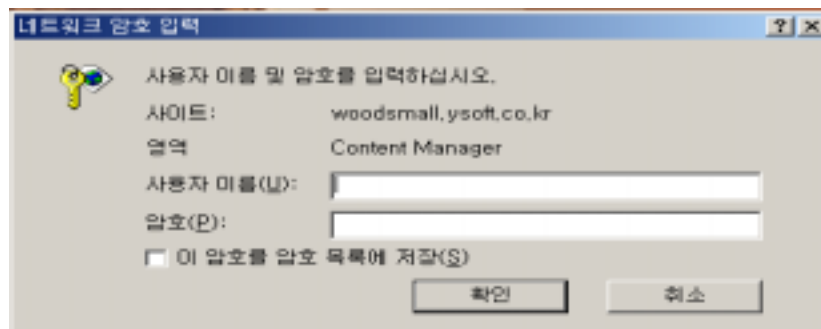 네트워크 암호 입력
사용자 이름 및 암호를 입력하십시오.
사이트: woodsmall.ysoft.co.kr
영역 Content Manager
사용자 이름(U):
암호(P):
이 암호를 암호 목록에 저장(S)
확인 취소